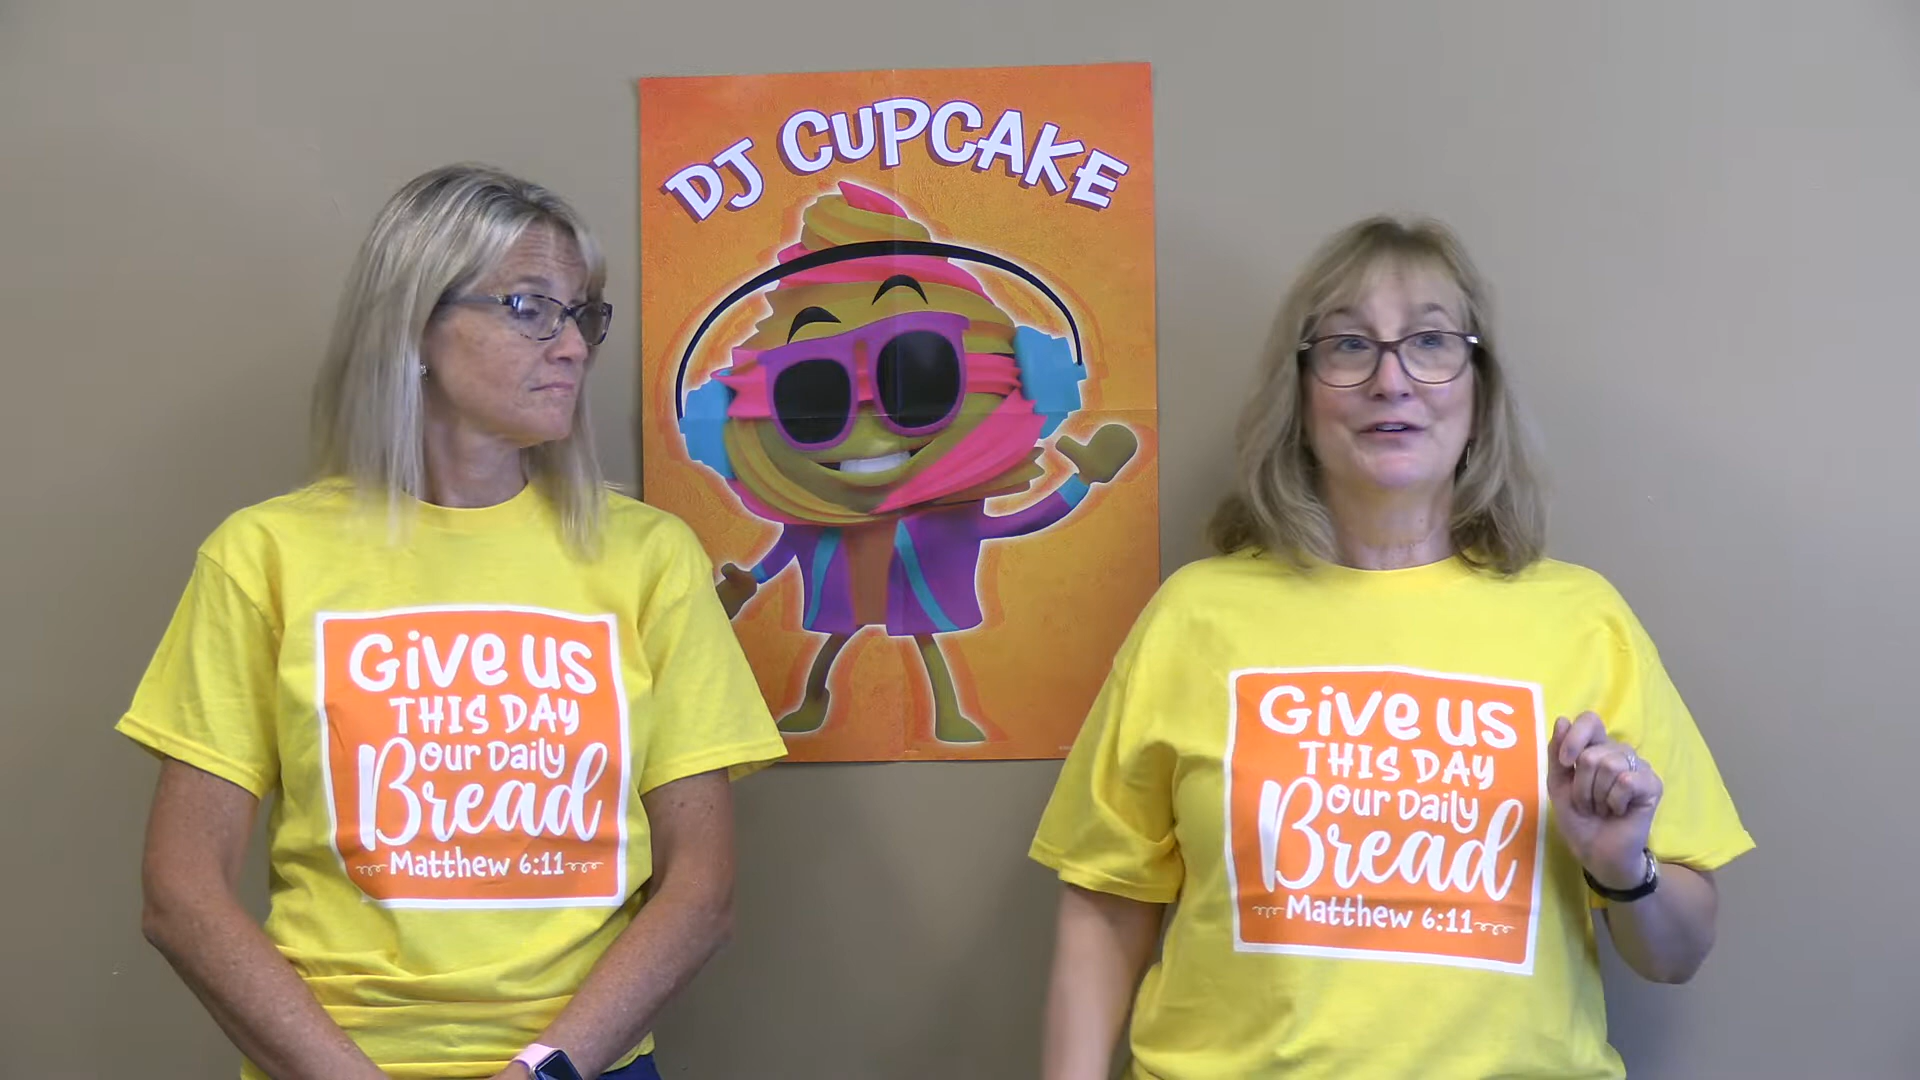 DJ CUPCAKE
Give us
THIS DAY
our Daily
Bread
Matthew 6:11
Give us
THIS DAY
our Daily
Bread
Matthew 6:11